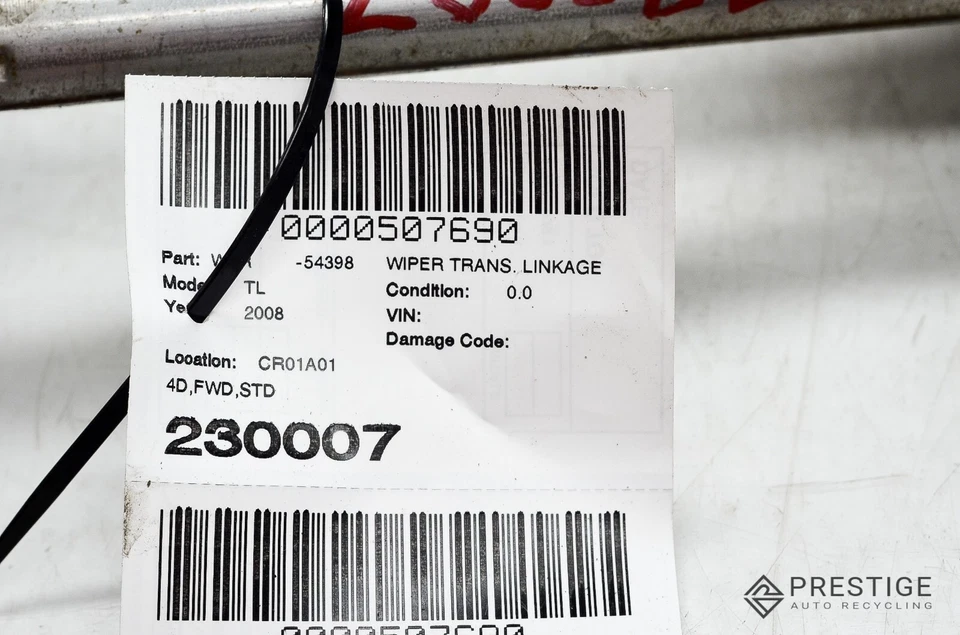 0000507690
Part: -54398 WIPER TRANS. LINKAGE
TL Condition: 0.0
2008 VIN:
Damage Code:
Location: CR01A01
4D,FWD,STD
230007
0000507690
PRESTIGE
AUTO RECYCLING